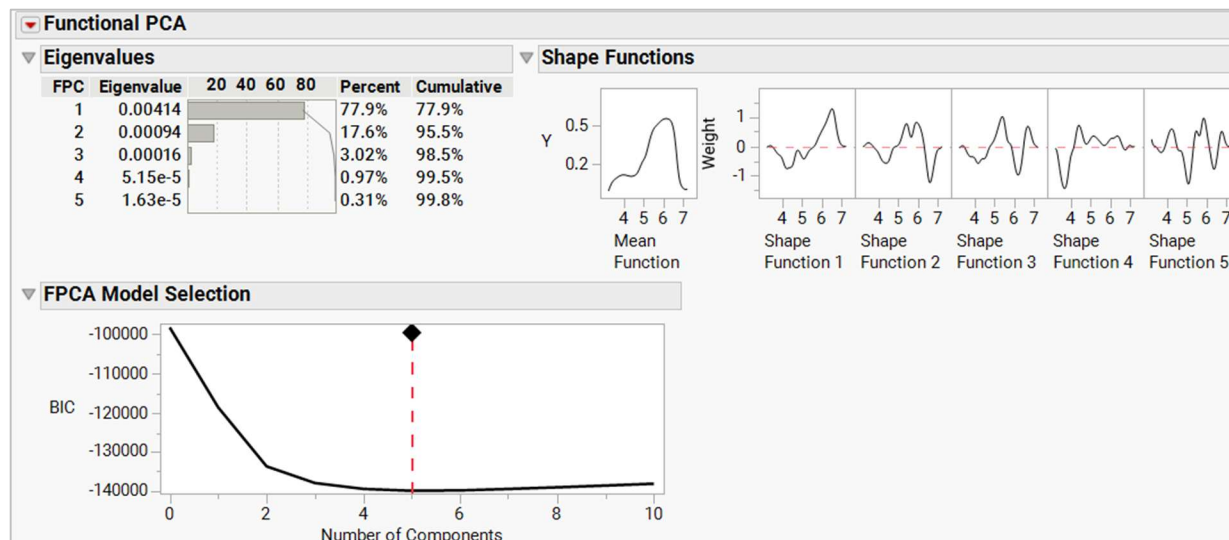 Functional PCA
Eigenvalues
FPC Eigenvalue 20 40 60 80 Percent Cumulative
1 0.00414 77.9% 77.9%
2 0.00094 17.6% 95.5%
3 0.00016 3.02% 98.5%
4 5.15e-5 0.97% 99.5%
5 1.63e-5 0.31% 99.8%
Shape Functions
Y
0.5
0.2
4 5 6 7
Mean
Function
Weight
1
0
-1
4 5 6 7 4 5 6 7 4 5 6 7 4 5 6 7 4 5 6 7
Shape Shape Shape Shape Shape
Function 1 Function 2 Function 3 Function 4 Function 5
FPCA Model Selection
BIC
-100000
-110000
-120000
-130000
-140000
0 2 4 6 8 10
Number of Components